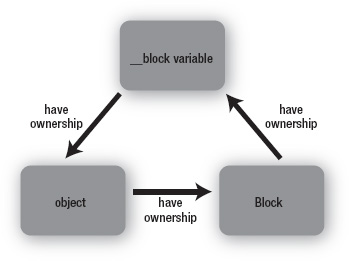 __block variable
have
ownership
have
ownership
object
have
ownership
Block